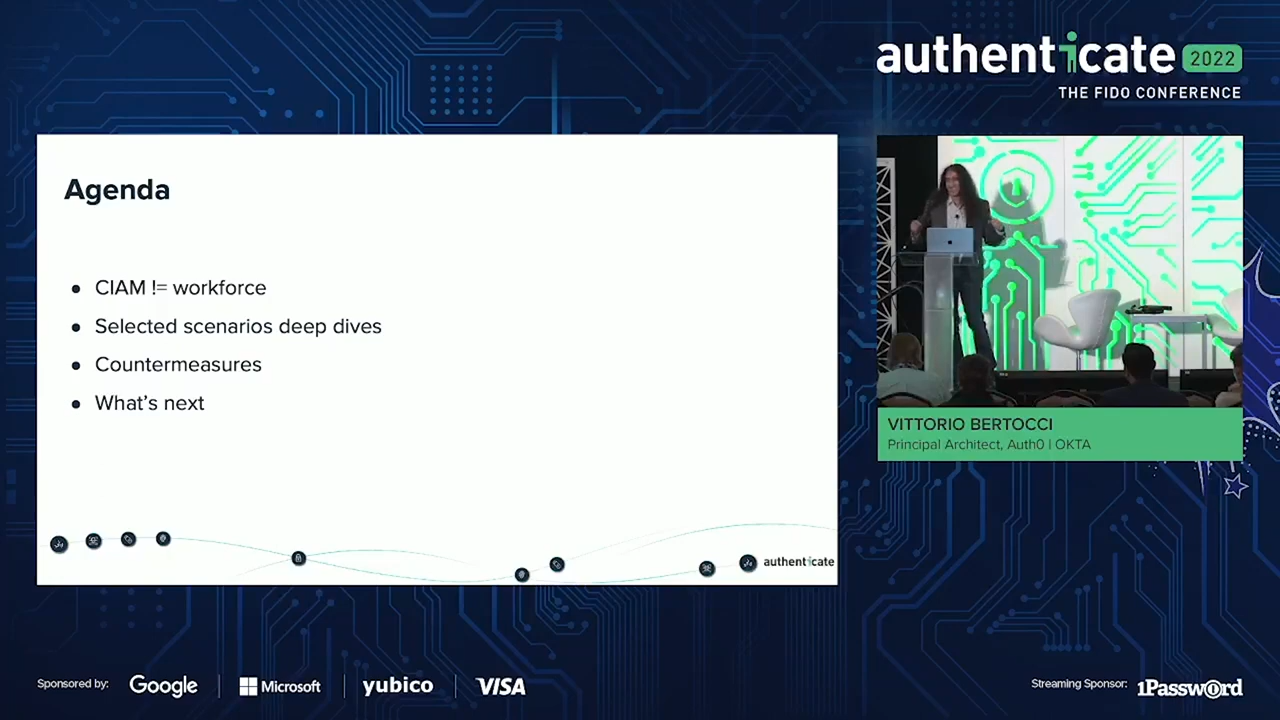 authenticate 2022
THE FIDO CONFERENCE
Agenda
• CIAM != workforce
• Selected scenarios deep dives
• Countermeasures
• What's next
authenticate
VITTORIO BERTOCCI
Principal Architect, Auth0 | OKTA
Sponsored by: Google Microsoft yubico VISA
Streaming Sponsor: 1Password